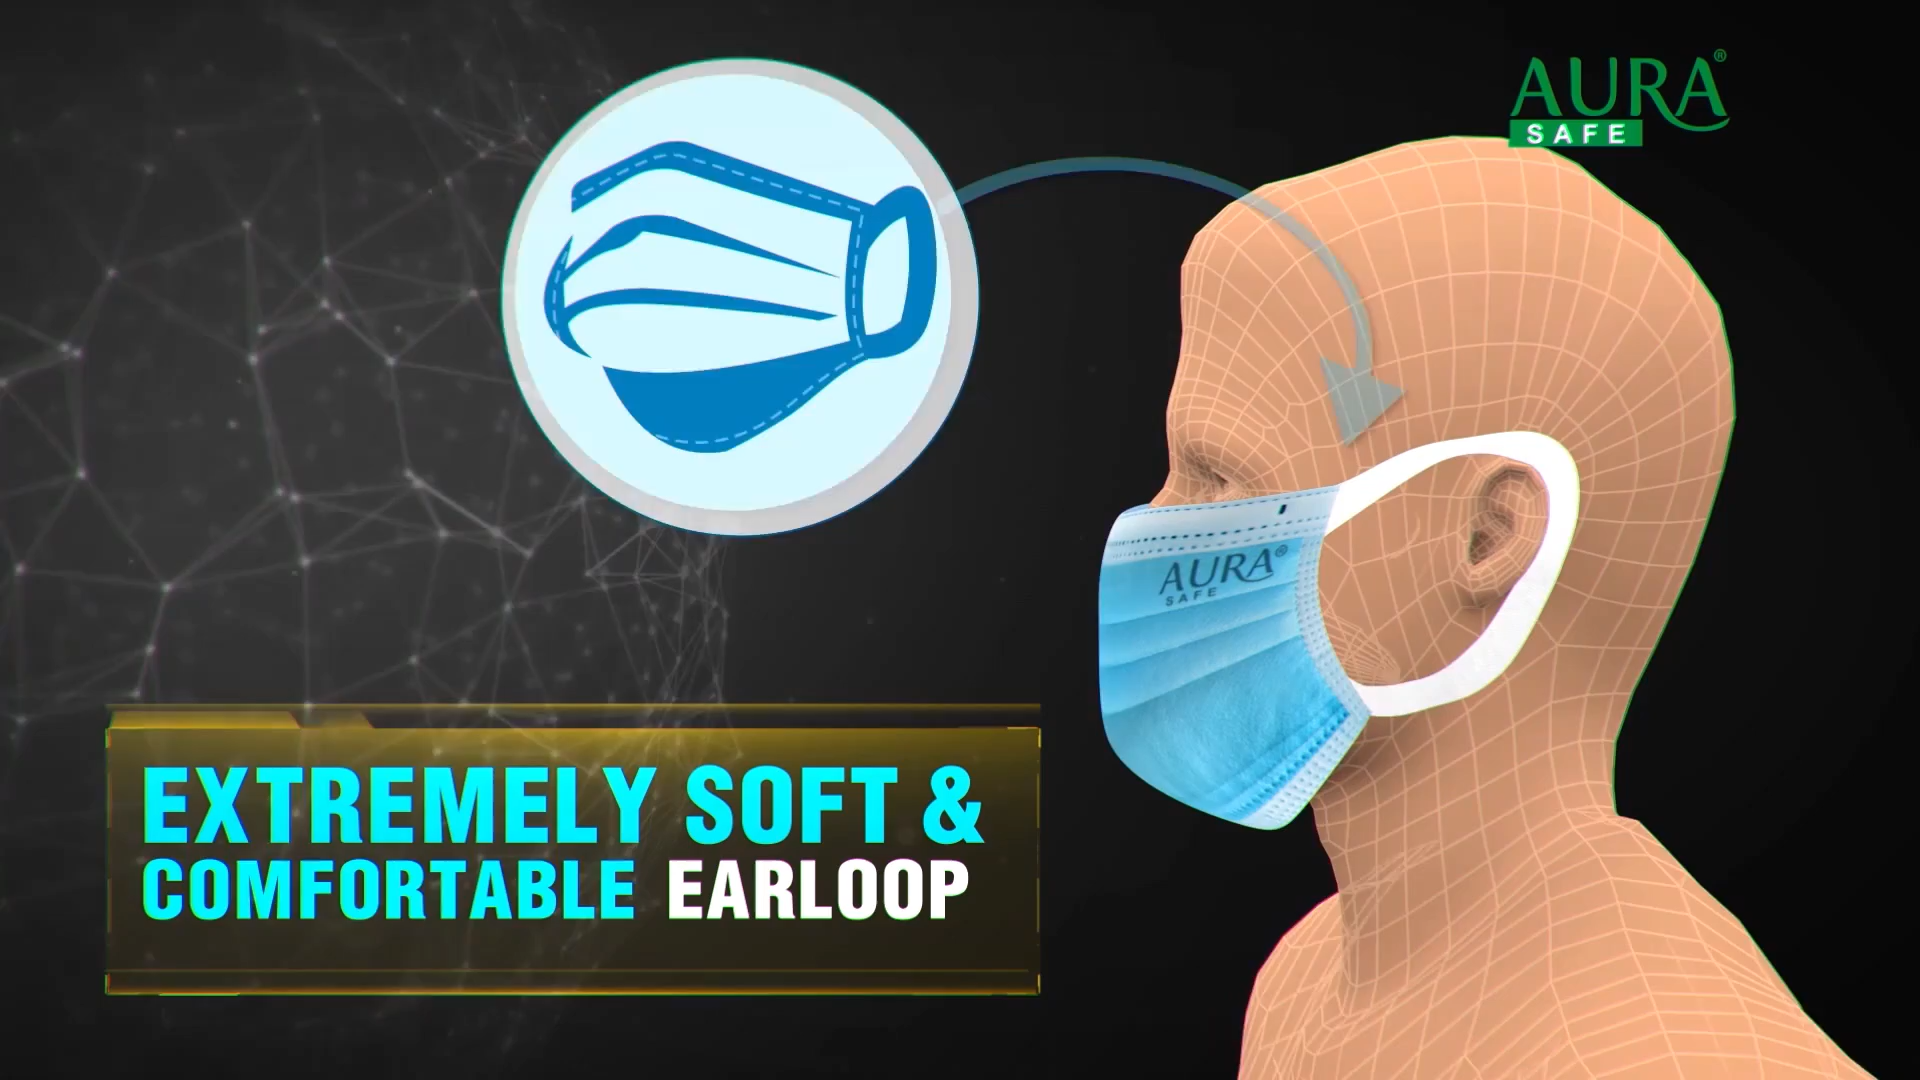 AURA®
SAFE
AURA®
SAFE
EXTREMELY SOFT &
COMFORTABLE EARLOOP